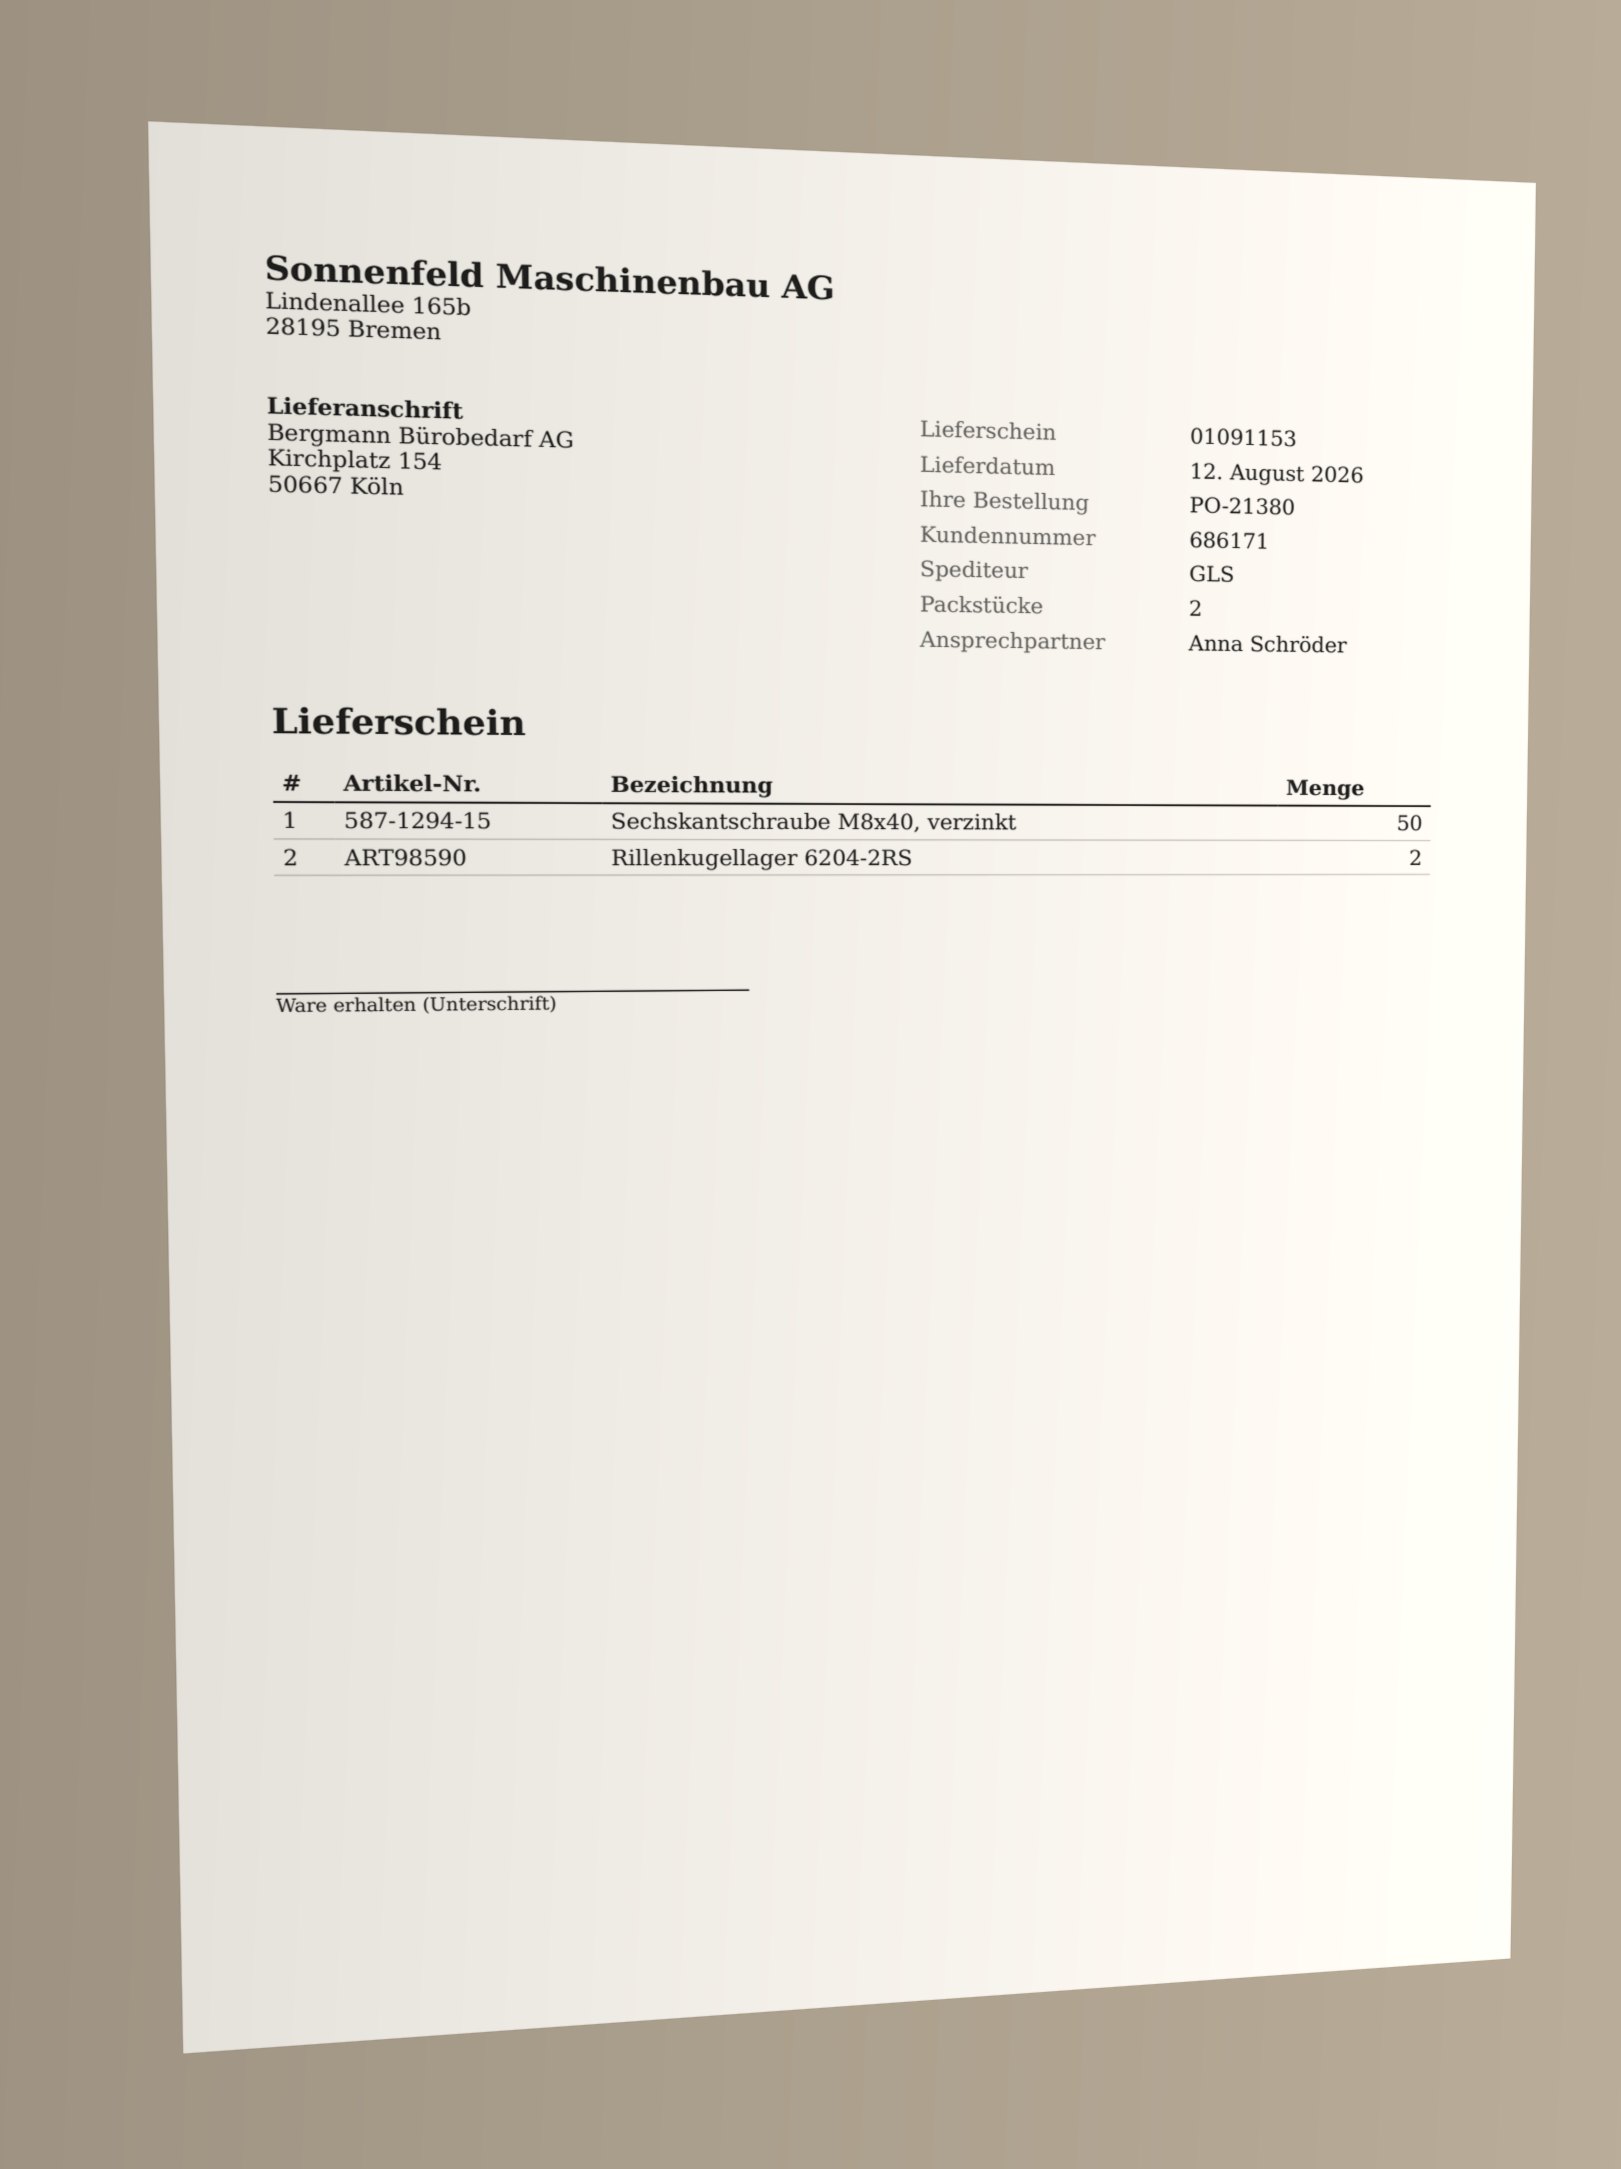 Sonnenfeld Maschinenbau AG
Lindenallee 165b
28195 Bremen
Lieferanschrift
Bergmann Bürobedarf AG
Kirchplatz 154
50667 Köln
Lieferschein 01091153
Lieferdatum 12. August 2026
Ihre Bestellung PO-21380
Kundennummer 686171
Spediteur GLS
Packstücke 2
Ansprechpartner Anna Schröder
Lieferschein
# Artikel-Nr. Bezeichnung Menge
1 587-1294-15 Sechskantschraube M8x40, verzinkt 50
2 ART98590 Rillenkugellager 6204-2RS 2
Ware erhalten (Unterschrift)